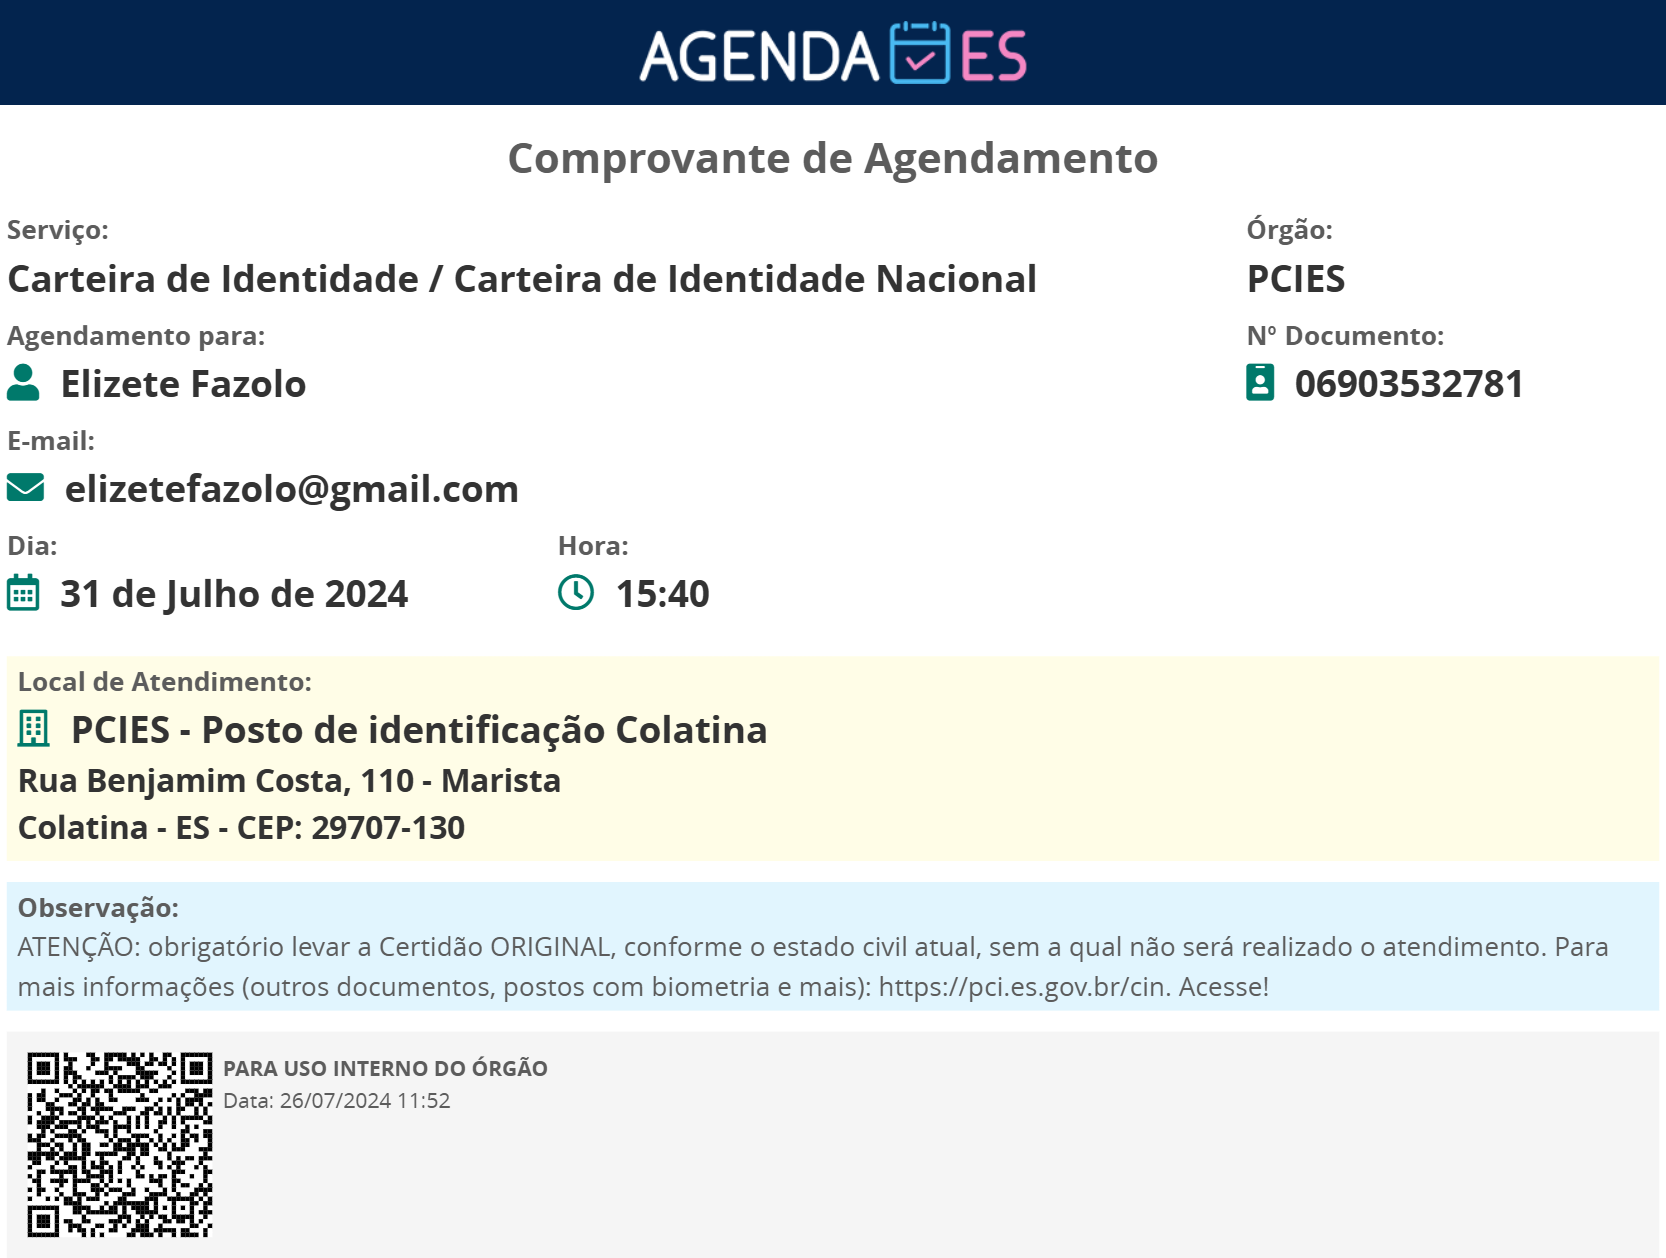 AGENDA ES
Comprovante de Agendamento
Serviço:
Carteira de Identidade / Carteira de Identidade Nacional
Órgão:
PCIES
Agendamento para:
Elizete Fazolo
Nº Documento:
06903532781
E-mail:
elizetefazolo@gmail.com
Dia:
31 de Julho de 2024
Hora:
15:40
Local de Atendimento:
PCIES - Posto de identificação Colatina
Rua Benjamim Costa, 110 - Marista
Colatina - ES - CEP: 29707-130
Observação:
ATENÇÃO: obrigatório levar a Certidão ORIGINAL, conforme o estado civil atual, sem a qual não será realizado o atendimento. Para
mais informações (outros documentos, postos com biometria e mais): https://pci.es.gov.br/cin. Acesse!
PARA USO INTERNO DO ÓRGÃO
Data: 26/07/2024 11:52